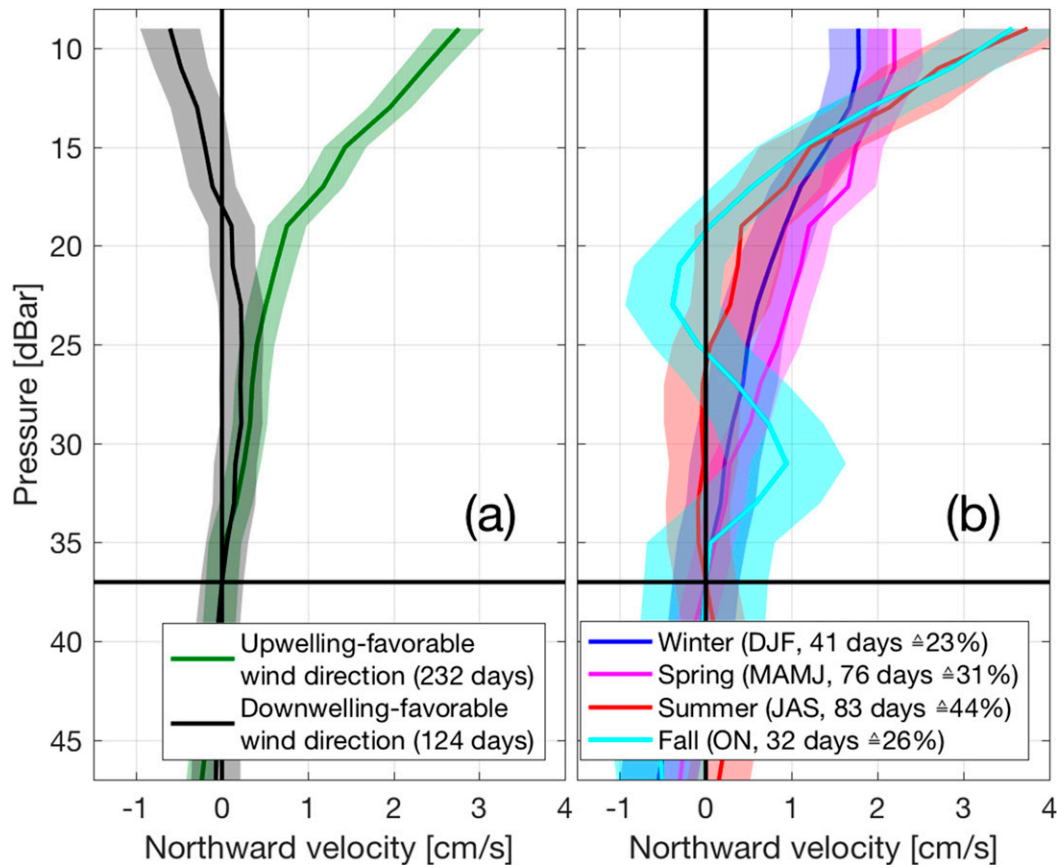 10
15
20
25
30
35
40
45
Pressure [dBar]
(a)
Upwelling-favorable
wind direction (232 days)
Downwelling-favorable
wind direction (124 days)
-1 0 1 2 3 4
Northward velocity [cm/s]
(b)
Winter (DJF, 41 days ≙23%)
Spring (MAMJ, 76 days ≙31%)
Summer (JAS, 83 days ≙44%)
Fall (ON, 32 days ≙26%)
-1 0 1 2 3 4
Northward velocity [cm/s]